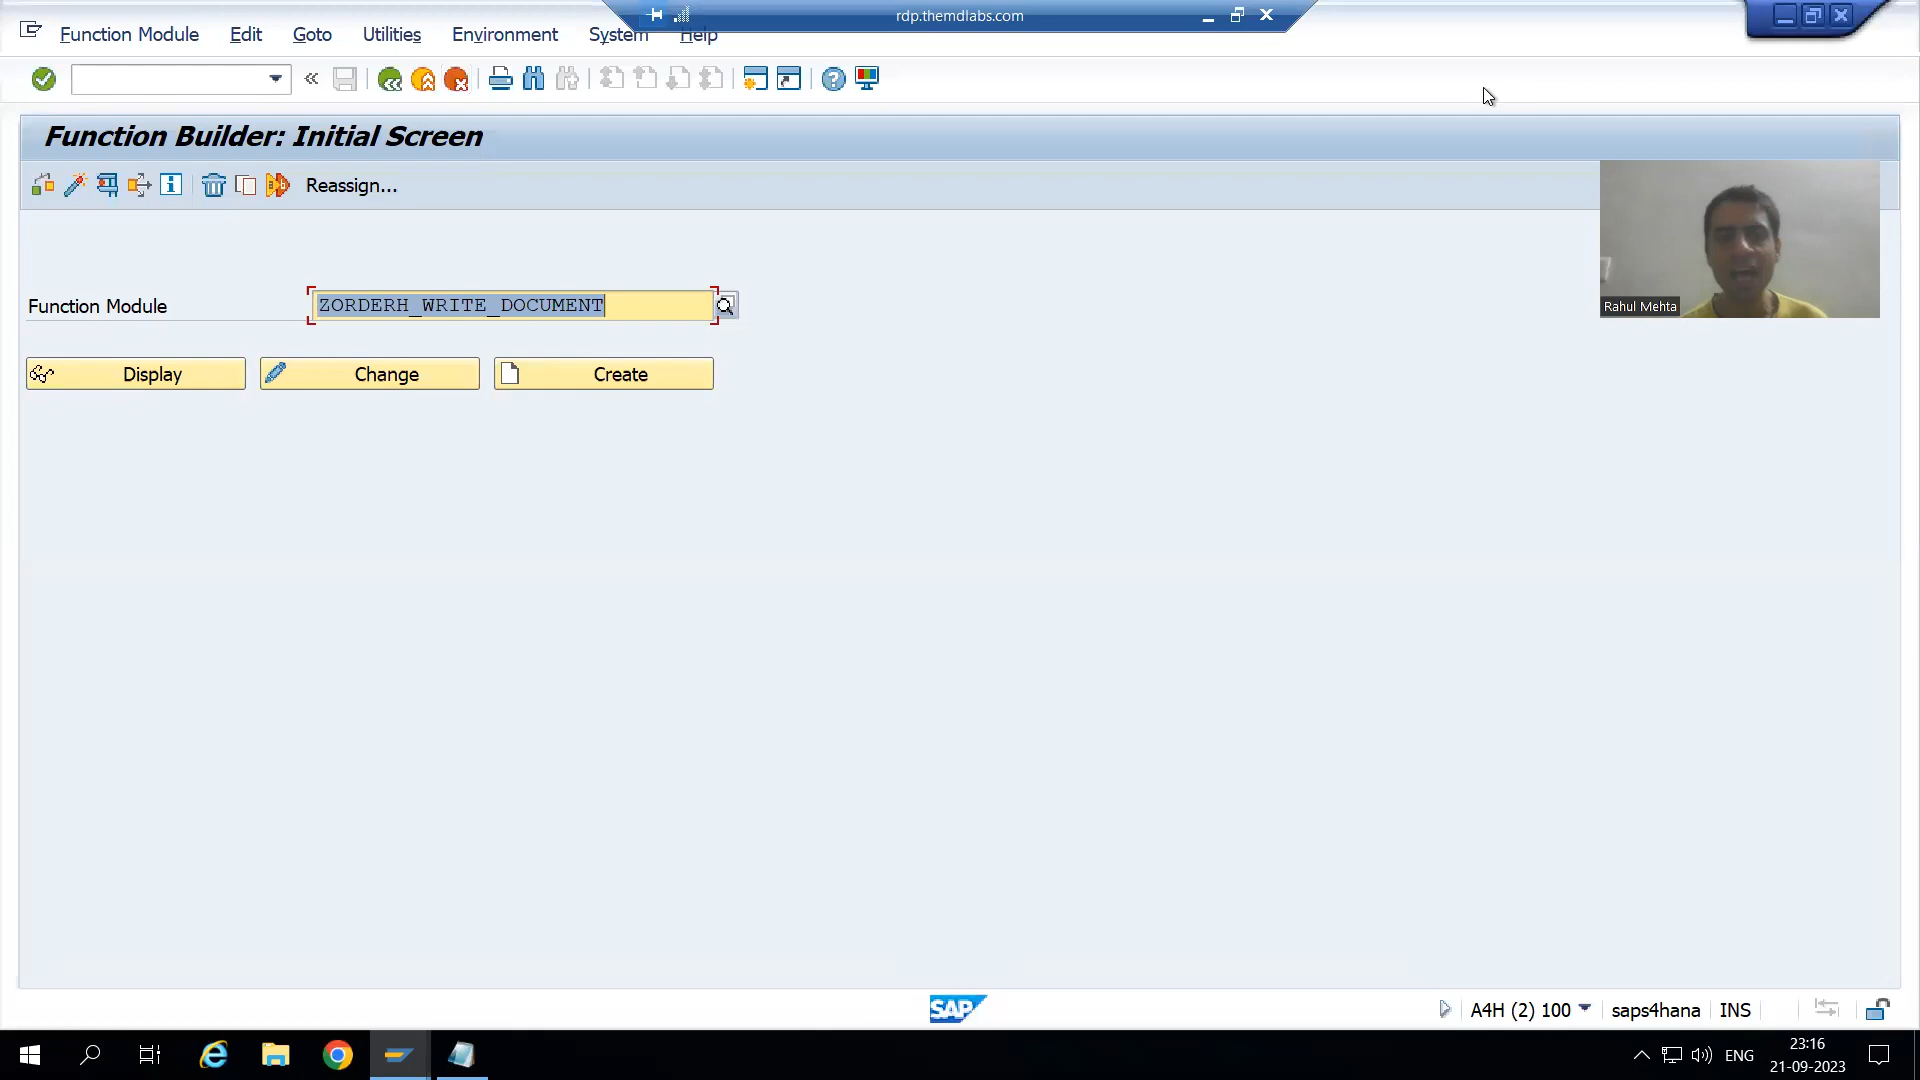 rdp.themdlabs.com
Function Module Edit Goto Utilities Environment System Help
Function Builder: Initial Screen
Reassign...
Function Module ZORDERH_WRITE_DOCUMENT
Rahul Mehta
Display Change Create
SAP
A4H (2) 100 saps4hana INS
ENG
23:16
21-09-2023